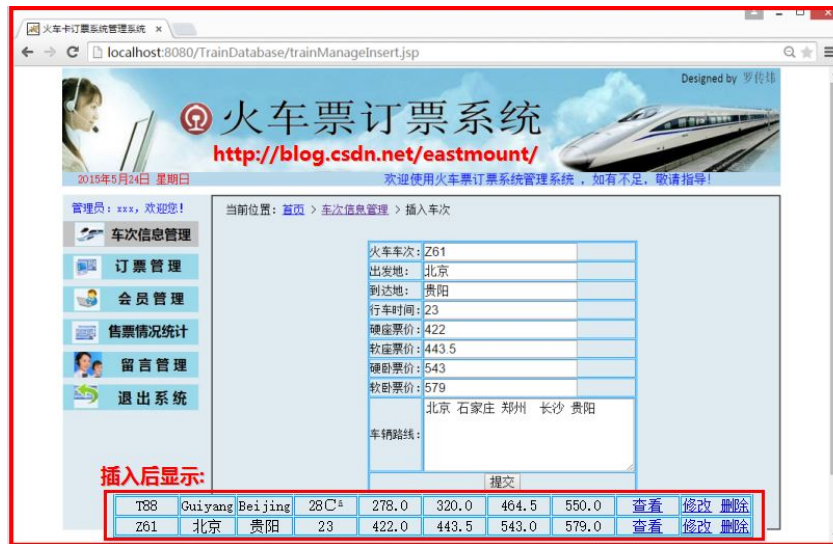 火车卡订票系统管理系统 ×
localhost:8080/TrainDatabase/trainManageInsert.jsp
Designed by 罗传炜
火车票订票系统
http://blog.csdn.net/eastmount/
2015年5月24日 星期日
欢迎使用火车票订票系统管理系统 ，如有不足，敬请指导!
管理员：xxx，欢迎您!
当前位置：首页 > 车次信息管理 > 插入车次
车次信息管理
订票管理
会员管理
售票情况统计
留言管理
退出系统
火车车次： Z61
出发地： 北京
到达地： 贵阳
行车时间： 23
硬座票价： 422
软座票价： 443.5
硬卧票价： 543
软卧票价： 579
车辆路线： 北京 石家庄 郑州 长沙 贵阳
提交
插入后显示:
T88 Guiyang Beijing 278.0 320.0 464.5 550.0 查看 修改 删除
Z61 北京 贵阳 23 422.0 443.5 543.0 579.0 查看 修改 删除